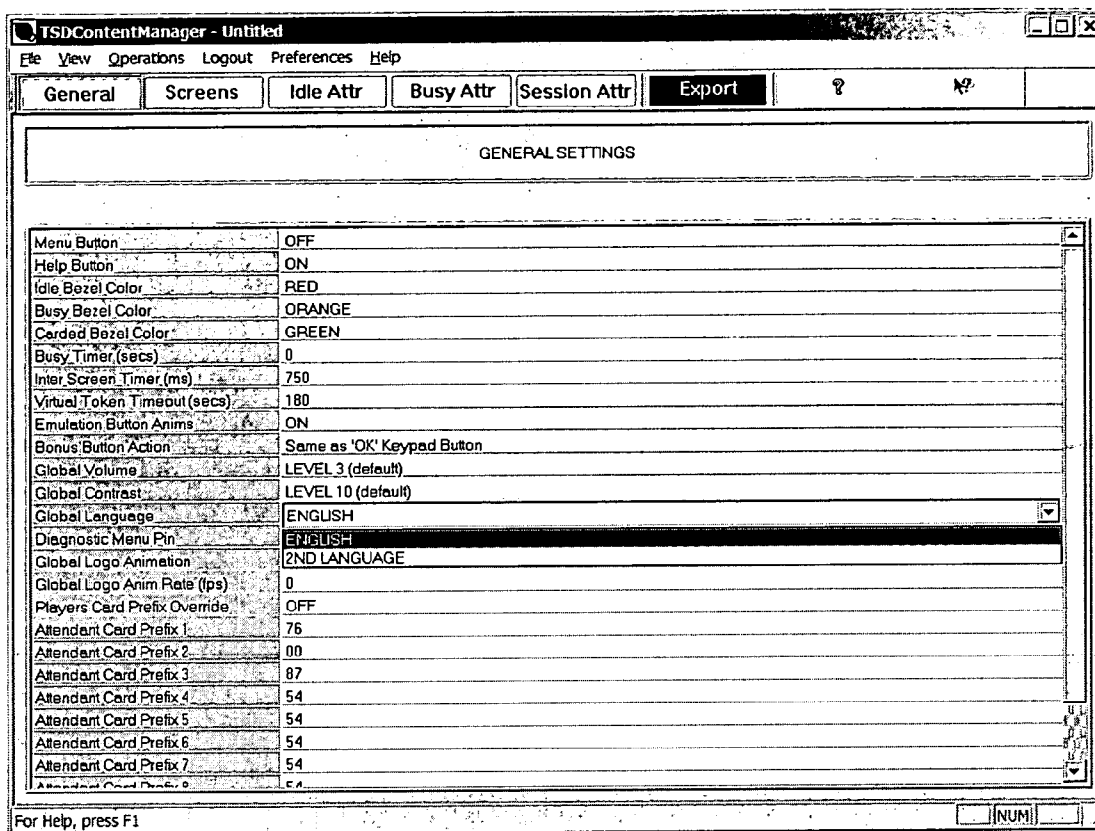 TSDContentManager - Untitled
File View Operations Logout Preferences Help
General Screens Idle Attr Busy Attr Session Attr Export ?
GENERAL SETTINGS
Menu Button OFF
Help Button ON
Idle Bezel Color RED
Busy Bezel Color ORANGE
Carded Bezel Color GREEN
Busy Timer (secs) 0
Inter Screen Timer (ms) 750
Virtual Token Timeout (secs) 180
Emulation Button Anims ON
Bonus Button Action Same as 'OK' Keypad Button
Global Volume LEVEL 3 (default)
Global Contrast LEVEL 10 (default)
Global Language ENGLISH
Diagnostic Menu Pin ENGLISH
Global Logo Animation 2ND LANGUAGE
Global Logo Anim Rate (fps) 0
Players Card Prefix Override OFF
Attendant Card Prefix 1 76
Attendant Card Prefix 2 00
Attendant Card Prefix 3 87
Attendant Card Prefix 4 54
Attendant Card Prefix 5 54
Attendant Card Prefix 6 54
Attendant Card Prefix 7 54
Attendant Card Prefix 8 54
For Help, press F1 NUM